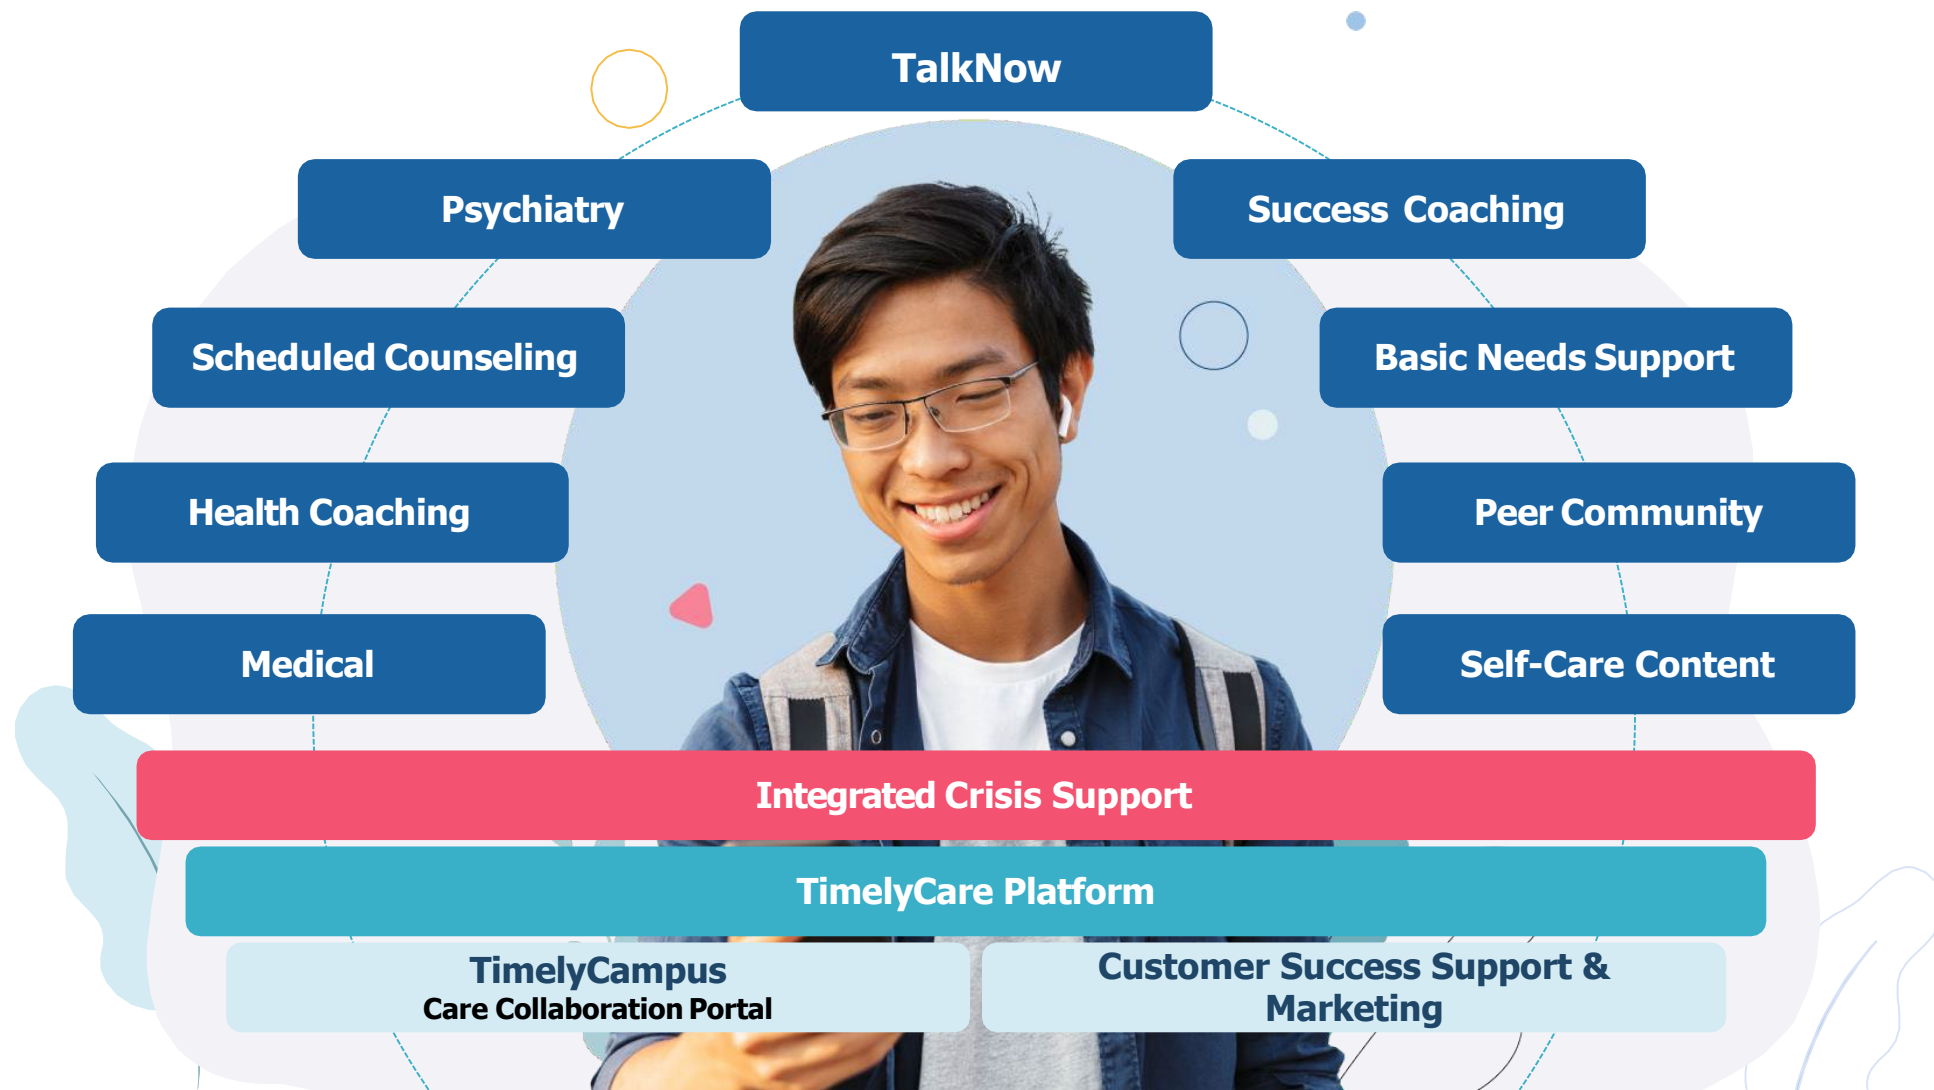 TalkNow
Psychiatry
Success Coaching
Scheduled Counseling
Basic Needs Support
Health Coaching
Peer Community
Medical
Self-Care Content
Integrated Crisis Support
TimelyCare Platform
TimelyCampus
Care Collaboration Portal
Customer Success Support &
Marketing